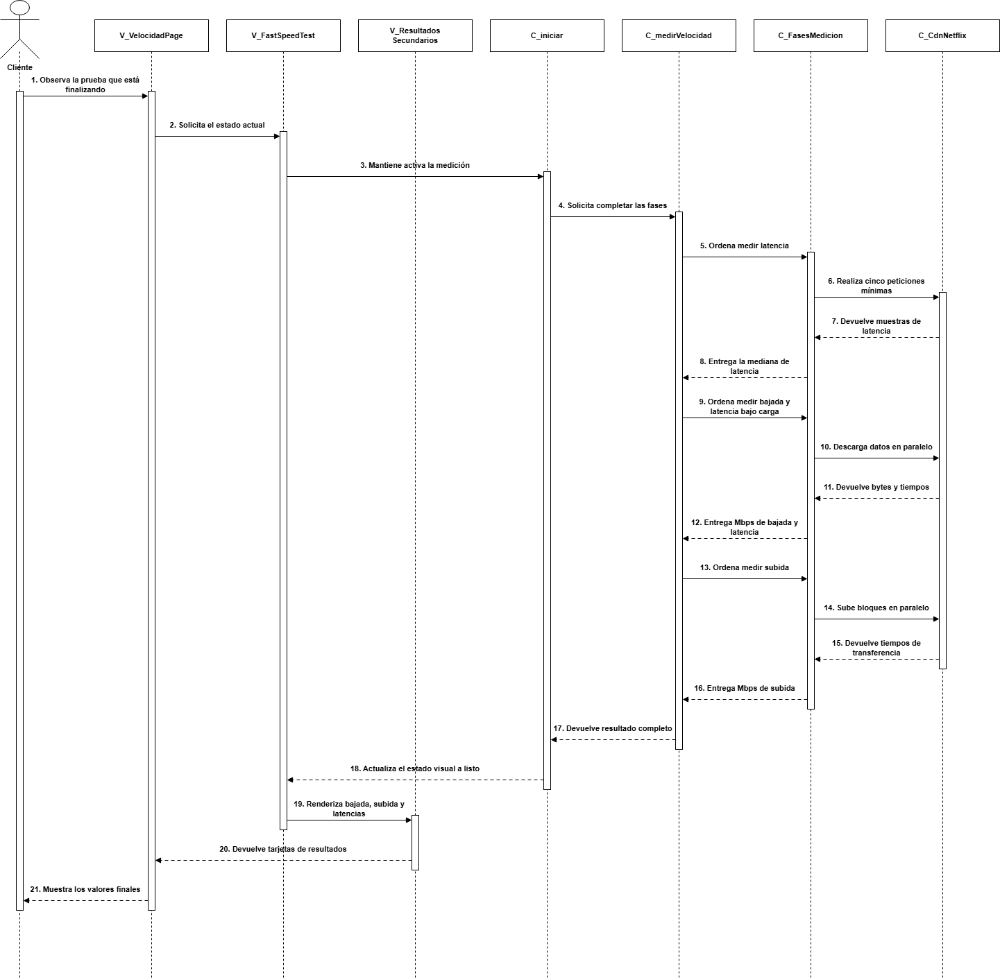 V_VelocidadPage
V_FastSpeedTest
V_Resultados
Secundarios
C_iniciar
C_medirVelocidad
C_FasesMedicion
C_CdnNetflix
Cliente
1. Observa la prueba que está
finalizando
2. Solicita el estado actual
3. Mantiene activa la medición
4. Solicita completar las fases
5. Ordena medir latencia
6. Realiza cinco peticiones
mínimas
7. Devuelve muestras de
latencia
8. Entrega la mediana de
latencia
9. Ordena medir bajada y
latencia bajo carga
10. Descarga datos en paralelo
11. Devuelve bytes y tiempos
12. Entrega Mbps de bajada y
latencia
13. Ordena medir subida
14. Sube bloques en paralelo
15. Devuelve tiempos de
transferencia
16. Entrega Mbps de subida
17. Devuelve resultado completo
18. Actualiza el estado visual a listo
19. Renderiza bajada, subida y
latencias
20. Devuelve tarjetas de resultados
21. Muestra los valores finales